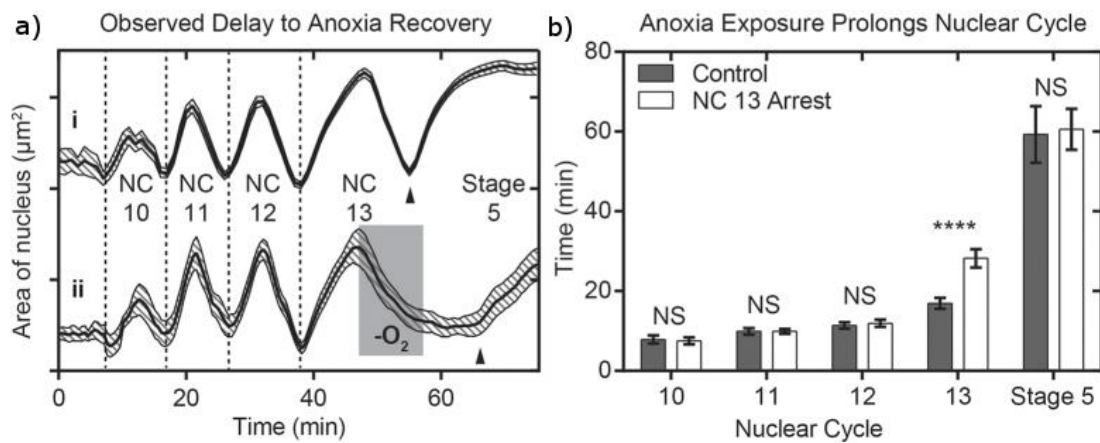 a) Observed Delay to Anoxia Recovery
Area of nucleus (μm²)
i
NC NC NC NC Stage
10 11 12 13 5
ii
-O₂
0 20 40 60
Time (min)
b) Anoxia Exposure Prolongs Nuclear Cycle
Time (min)
80
60
40
20
0
Control
NC 13 Arrest
NS NS NS **** NS
10 11 12 13 Stage 5
Nuclear Cycle